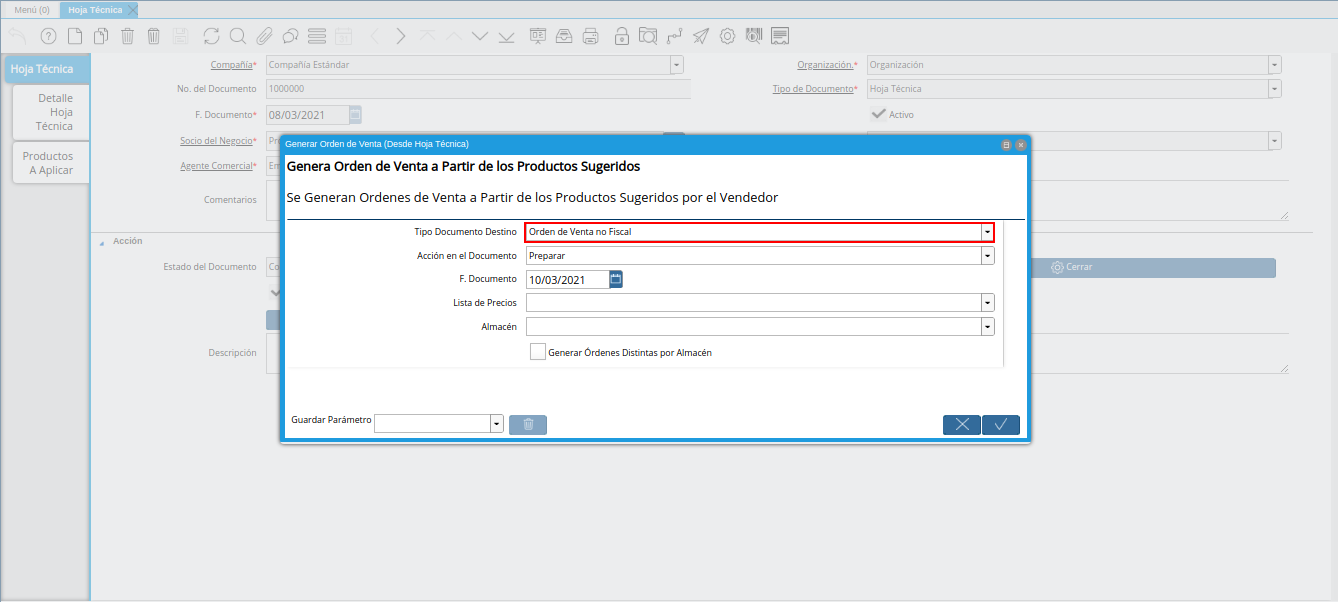 Menú (0) Hoja Técnica
Hoja Técnica
Detalle
Hoja
Técnica
Productos
A Aplicar
Compañía* Compañía Estándar Organización.* Organización
No. del Documento 1000000 Tipo de Documento* Hoja Técnica
F. Documento* 08/03/2021 Activo
Socio del Negocio*
Agente Comercial*
Comentarios
Acción
Estado del Documento Cerrar
Descripción
Generar Orden de Venta (Desde Hoja Técnica)
Genera Orden de Venta a Partir de los Productos Sugeridos
Se Generan Ordenes de Venta a Partir de los Productos Sugeridos por el Vendedor
Tipo Documento Destino Orden de Venta no Fiscal
Acción en el Documento Preparar
F. Documento 10/03/2021
Lista de Precios
Almacén
Generar Órdenes Distintas por Almacén
Guardar Parámetro